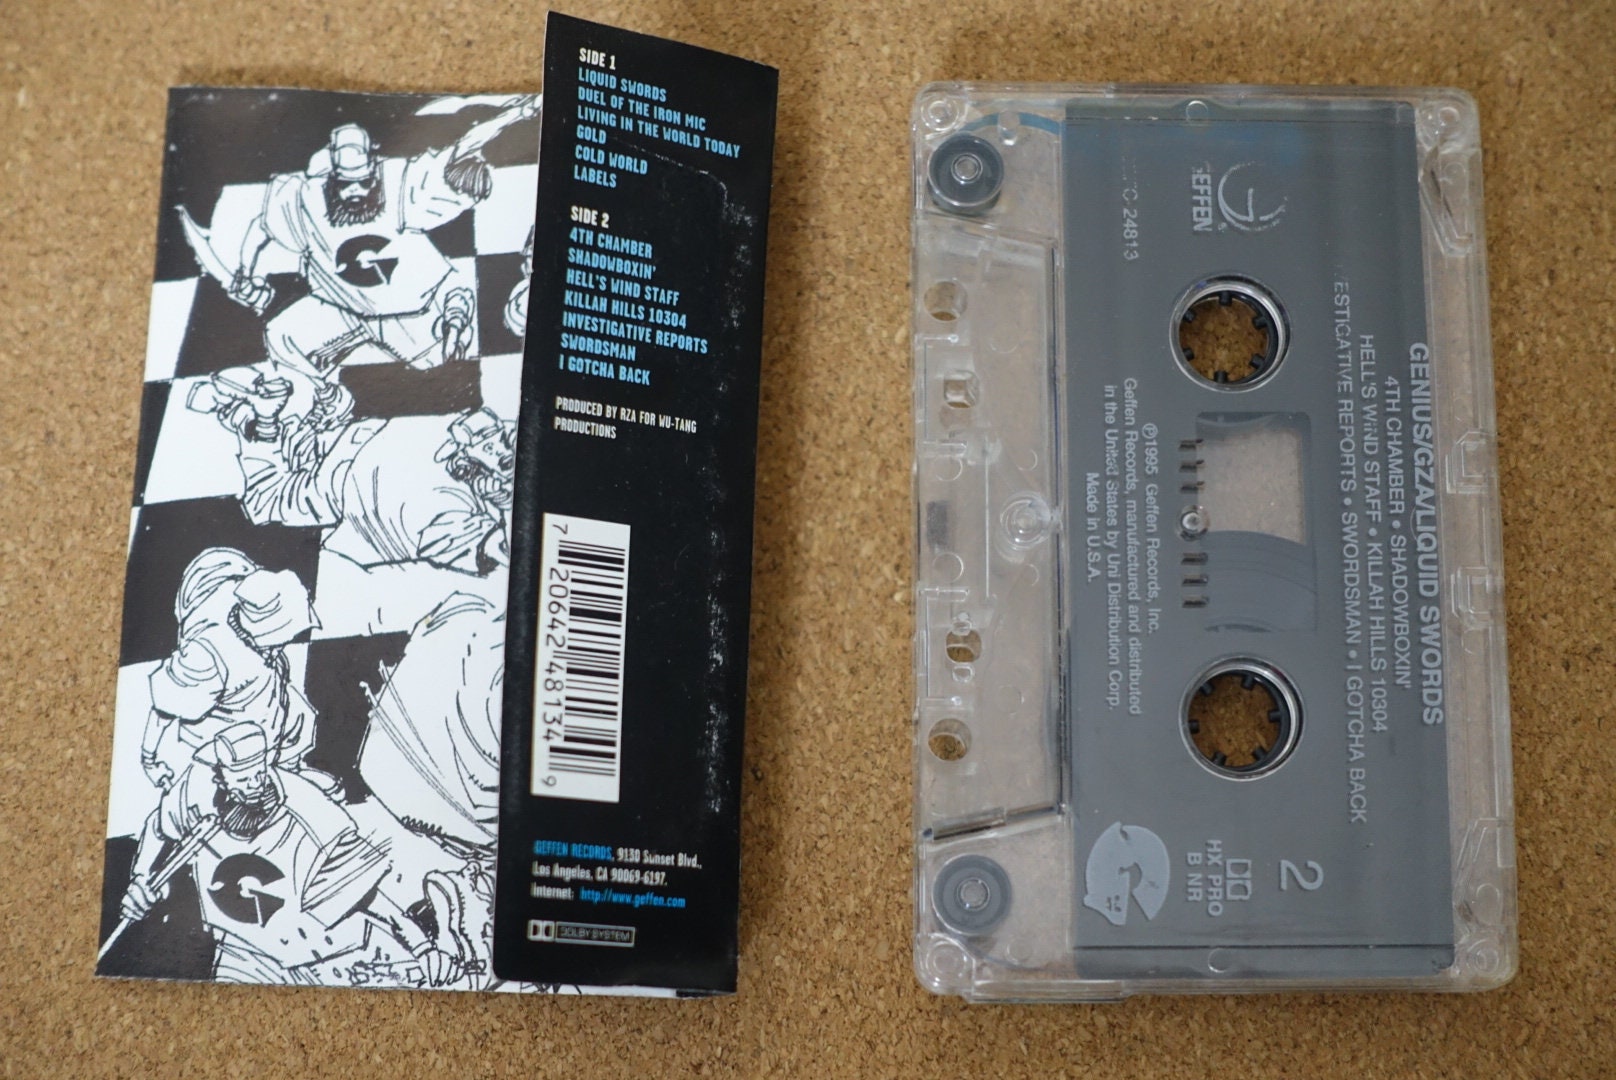 SIDE 1
LIQUID SWORDS
DUEL OF THE IRON MIC
LIVING IN THE WORLD TODAY
GOLD
COLD WORLD
LABELS
SIDE 2
4TH CHAMBER
SHADOWBOXIN'
HELL'S WIND STAFF
KILLAH HILLS 10304
INVESTIGATIVE REPORTS
SWORDSMAN
I GOTCHA BACK
PRODUCED BY RZA FOR WU-TANG
PRODUCTIONS
7 20642 48134 9
GEFFEN RECORDS, 9130 Sunset Blvd.,
Los Angeles, CA 90069-6197.
Internet: http://www.geffen.com
DOLBY SYSTEM
GENIUS/GZA/LIQUID SWORDS
4TH CHAMBER • SHADOWBOXIN'
HELL'S WIND STAFF • KILLAH HILLS 10304
ESTIGATIVE REPORTS • SWORDSMAN • I GOTCHA BACK
GEFFEN
C-24813
2
HX PRO
B NR
℗1995 Geffen Records, Inc.
Geffen Records, manufactured and distributed
in the United States by Uni Distribution Corp.
Made in U.S.A.